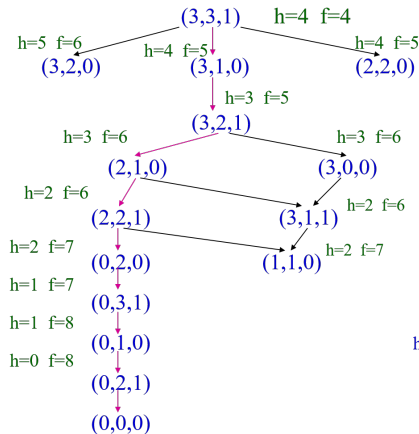 (3,3,1) h=4 f=4
h=5 f=6 h=4 f=5 h=4 f=5
(3,2,0) (3,1,0) (2,2,0)
h=3 f=5
(3,2,1)
h=3 f=6 h=3 f=6
(2,1,0) (3,0,0)
h=2 f=6 h=2 f=6
(2,2,1) (3,1,1)
h=2 f=7 h=2 f=7
(0,2,0) (1,1,0)
h=1 f=7
(0,3,1)
h=1 f=8
(0,1,0) h
h=0 f=8
(0,2,1)
(0,0,0)